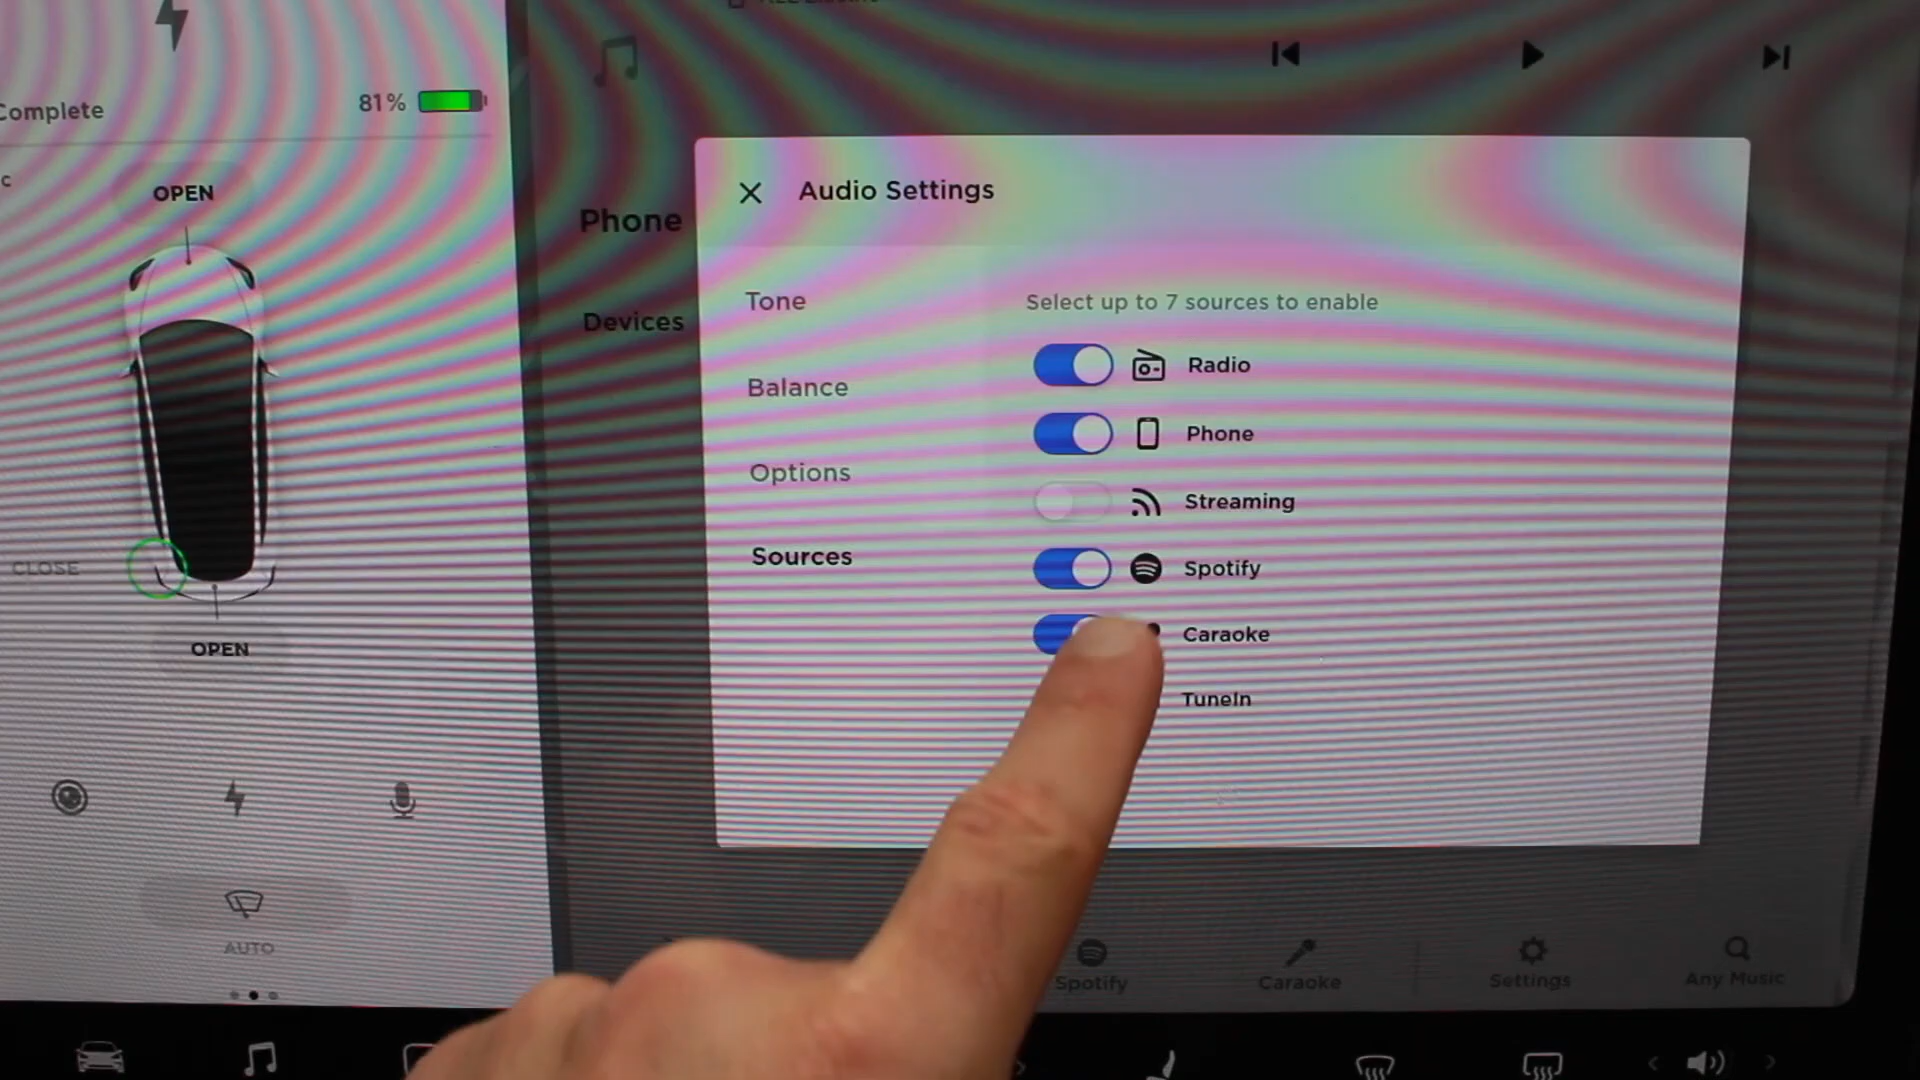 Complete
81%
c
OPEN
CLOSE
OPEN
AUTO
Phone
Devices
Audio Settings
Tone
Balance
Options
Sources
Select up to 7 sources to enable
Radio
Phone
Streaming
Spotify
Caraoke
TuneIn
Spotify
Caraoke
Settings
Any Music